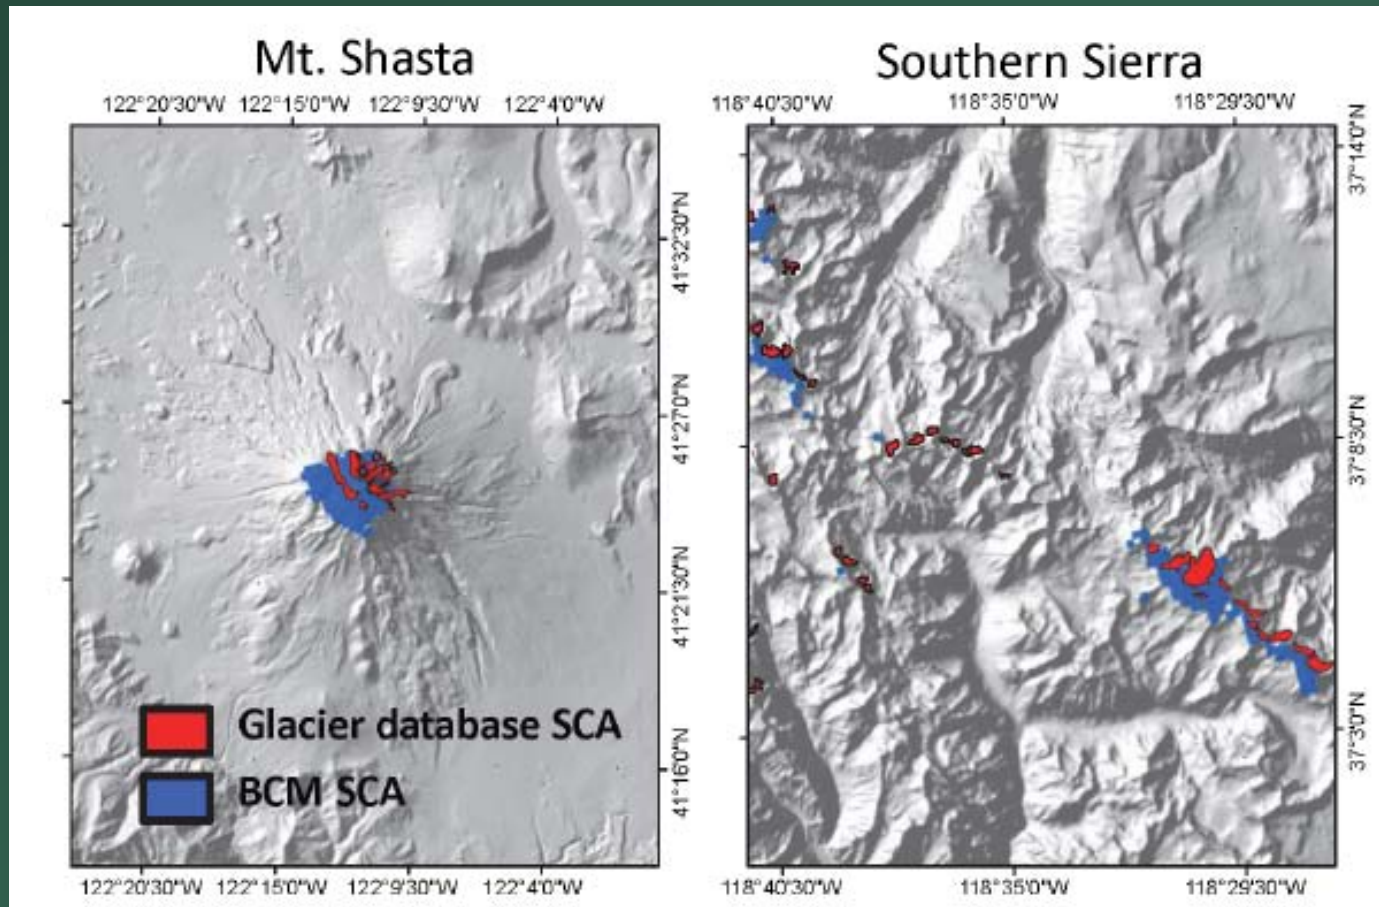 Mt. Shasta
122°20'30"W 122°15'0"W 122°9'30"W 122°4'0"W
41°32'30"N
41°27'0"N
41°21'30"N
41°16'0"N
Glacier database SCA
BCM SCA
122°20'30"W 122°15'0"W 122°9'30"W 122°4'0"W
Southern Sierra
118°40'30"W 118°35'0"W 118°29'30"W
37°14'0"N
37°8'30"N
37°3'0"N
118°40'30"W 118°35'0"W 118°29'30"W